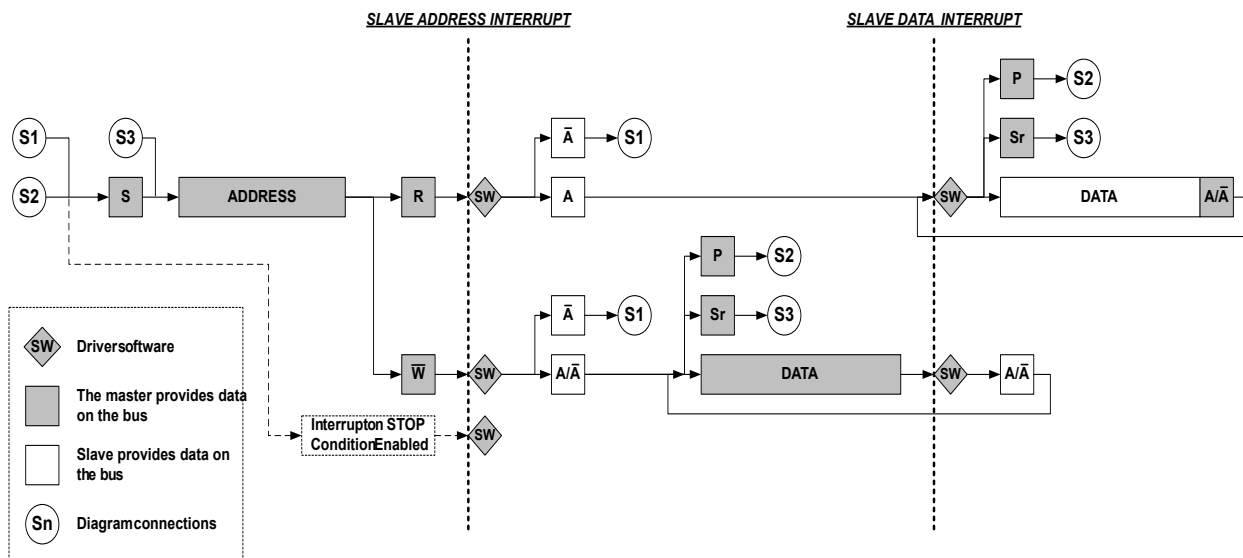 SLAVE ADDRESS INTERRUPT
SLAVE DATA INTERRUPT
P
S2
S1
S3
A̅
S1
Sr
S3
S2
S
ADDRESS
R
SW
A
SW
DATA
A/A̅
P
S2
A̅
S1
Sr
S3
SW
Driversoftware
W̅
SW
A/A̅
DATA
SW
A/A̅
The master provides data
on the bus
Interrupton STOP
ConditionEnabled
SW
Slave provides data on
the bus
Sn
Diagramconnections